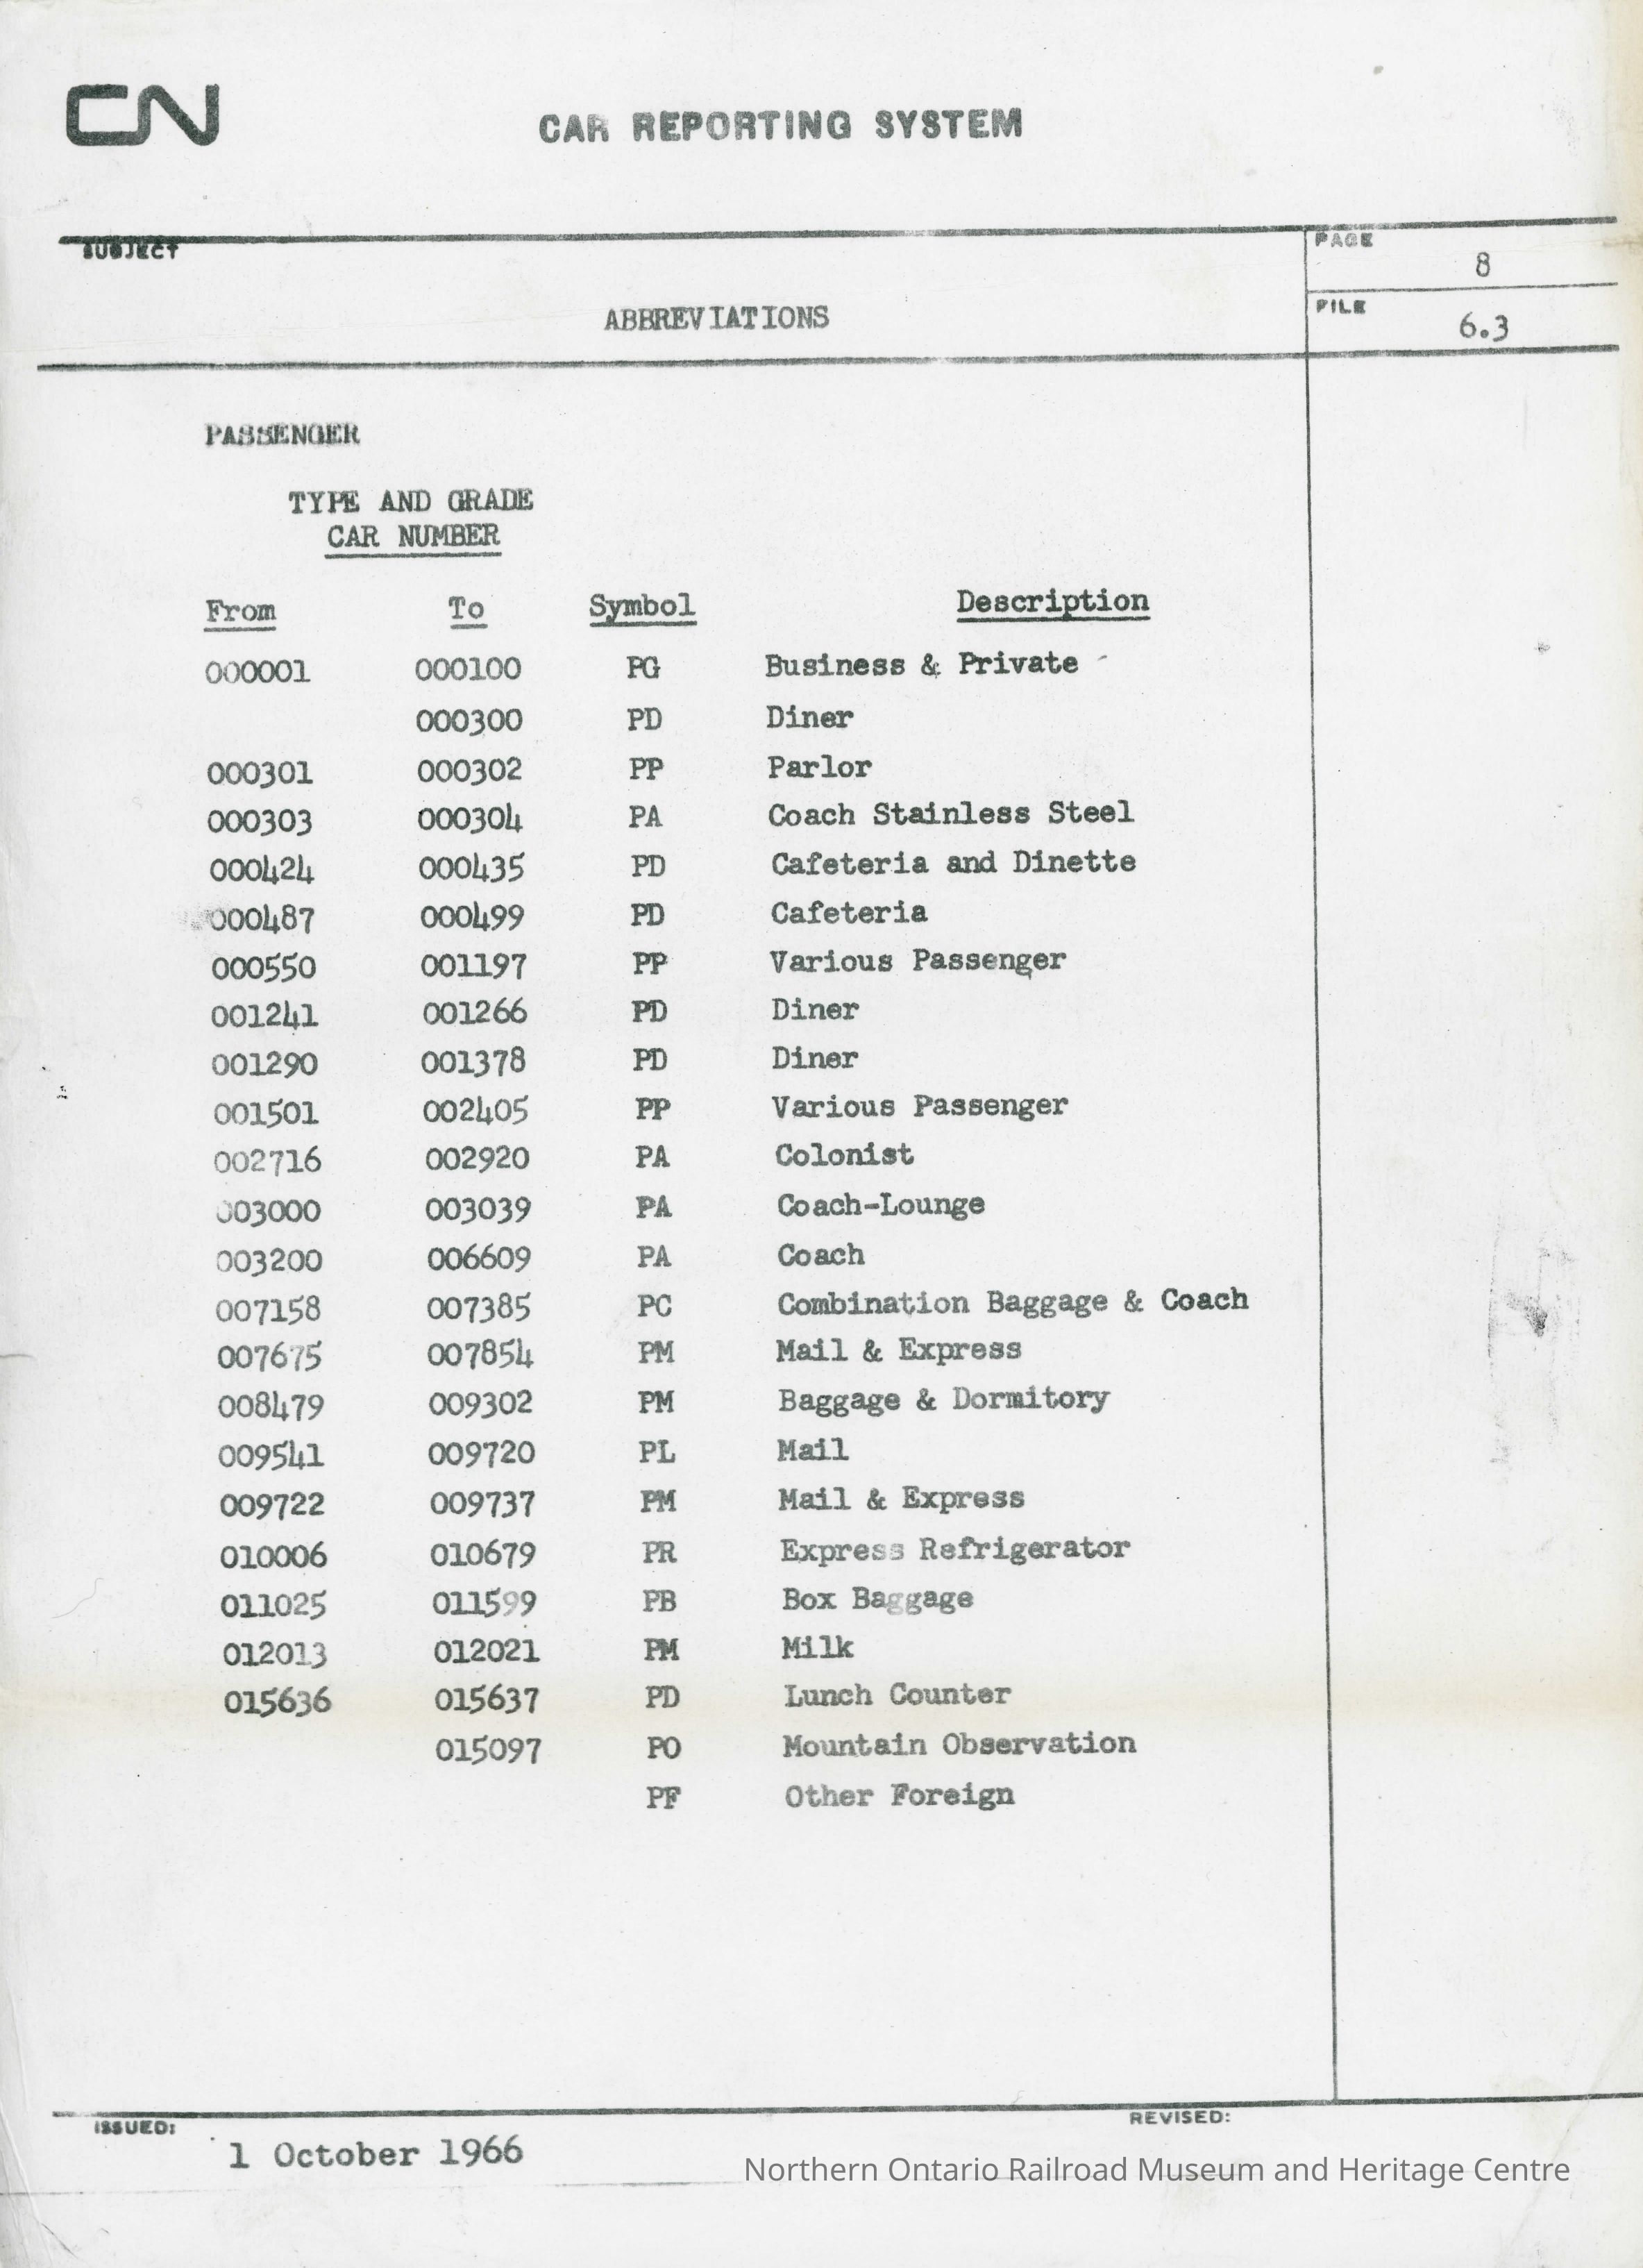 CN
CAR REPORTING SYSTEM
SUBJECT
PAGE
8
ABBREVIATIONS
FILE
6.3
PASSENGER
TYPE AND GRADE
CAR NUMBER
From To Symbol Description
000001 000100 PG Business & Private
000300 PD Diner
000301 000302 PP Parlor
000303 000304 PA Coach Stainless Steel
000424 000435 PD Cafeteria and Dinette
000487 000499 PD Cafeteria
000550 001197 PP Various Passenger
001241 001266 PD Diner
001290 001378 PD Diner
001501 002405 PP Various Passenger
002716 002920 PA Colonist
003000 003039 PA Coach-Lounge
003200 006609 PA Coach
007158 007385 PC Combination Baggage & Coach
007675 007854 PM Mail & Express
008479 009302 PM Baggage & Dormitory
009541 009720 PL Mail
009722 009737 PM Mail & Express
010006 010679 PR Express Refrigerator
011025 011599 PB Box Baggage
012013 012021 PM Milk
015636 015637 PD Lunch Counter
015097 PO Mountain Observation
PF Other Foreign
ISSUED:
REVISED:
1 October 1966
Northern Ontario Railroad Museum and Heritage Centre